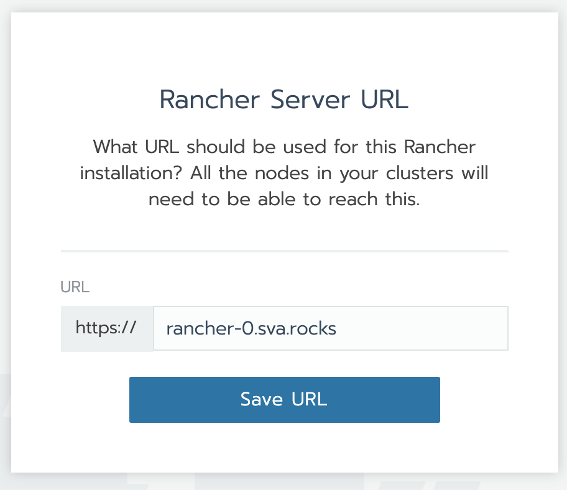 Rancher Server URL
What URL should be used for this Rancher
installation? All the nodes in your clusters will
need to be able to reach this.
URL
https:// rancher-0.sva.rocks
Save URL